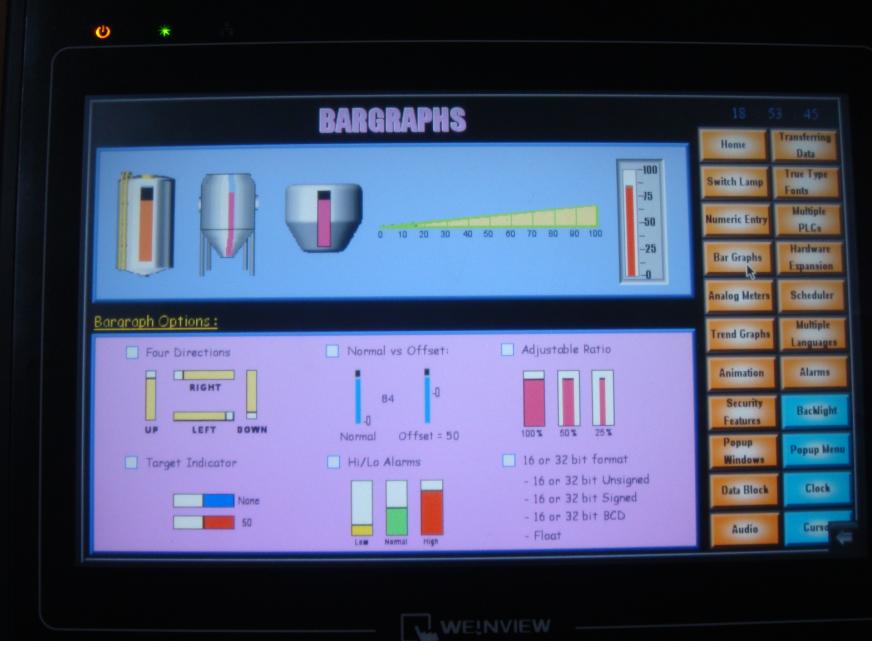 BARGRAPHS
18 53 45
Home
Transferring
Data
Switch Lamp
True Type
Fonts
Numeric Entry
Multiple
PLCs
Bar Graphs
Hardware
Expansion
Analog Meters
Scheduler
Trend Graphs
Multiple
Languages
Animation
Alarms
Security
Features
Backlight
Popup
Windows
Popup Menu
Data Block
Clock
Audio
0 10 20 30 40 50 60 70 80 90 100
100
75
50
25
0
Bargraph Options:
Four Directions
RIGHT
UP LEFT DOWN
Normal vs Offset:
84
-0
-0
Normal Offset = 50
Adjustable Ratio
100% 50% 25%
Target Indicator
None
50
Hi/Lo Alarms
Low Normal High
16 or 32 bit format
- 16 or 32 bit Unsigned
- 16 or 32 bit Signed
- 16 or 32 bit BCD
- Float
WE!NVIEW